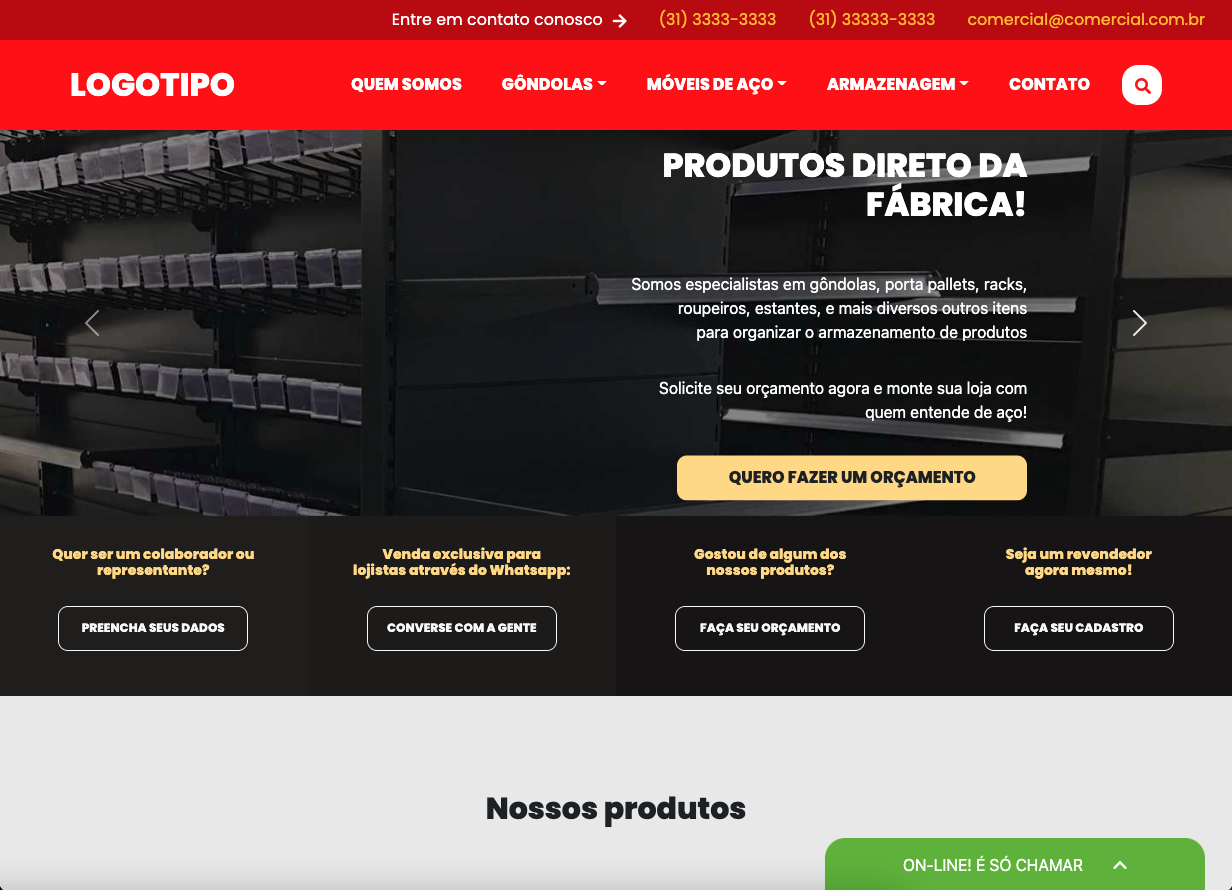 Entre em contato conosco → (31) 3333-3333 (31) 33333-3333 comercial@comercial.com.br
LOGOTIPO QUEM SOMOS GÔNDOLAS MÓVEIS DE AÇO ARMAZENAGEM CONTATO
PRODUTOS DIRETO DA
FÁBRICA!
Somos especialistas em gôndolas, porta pallets, racks,
roupeiros, estantes, e mais diversos outros itens
para organizar o armazenamento de produtos
Solicite seu orçamento agora e monte sua loja com
quem entende de aço!
QUERO FAZER UM ORÇAMENTO
Quer ser um colaborador ou
representante?
PREENCHA SEUS DADOS
Venda exclusiva para
lojistas através do Whatsapp:
CONVERSE COM A GENTE
Gostou de algum dos
nossos produtos?
FAÇA SEU ORÇAMENTO
Seja um revendedor
agora mesmo!
FAÇA SEU CADASTRO
Nossos produtos
ON-LINE! É SÓ CHAMAR